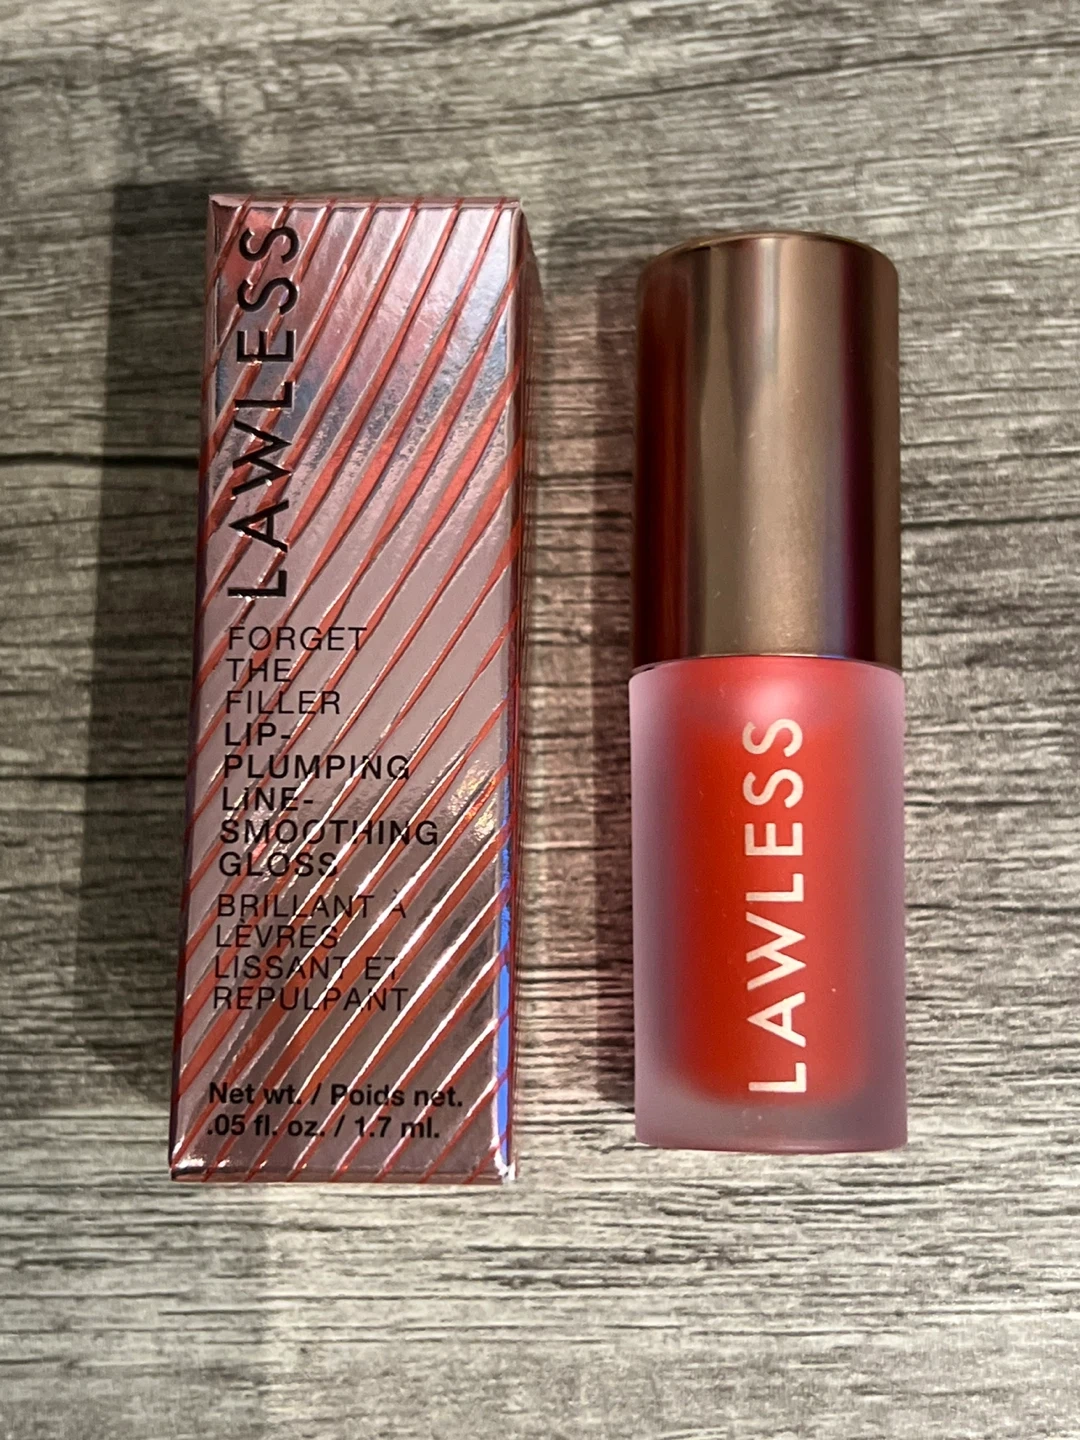 LAWLESS
FORGET
THE
FILLER
LIP-
PLUMPING
LINE-
SMOOTHING
GLOSS
BRILLANT À
LÈVRES
LISSANT ET
REPULPANT
Net wt. / Poids net.
.05 fl. oz. / 1.7 ml.
LAWLESS